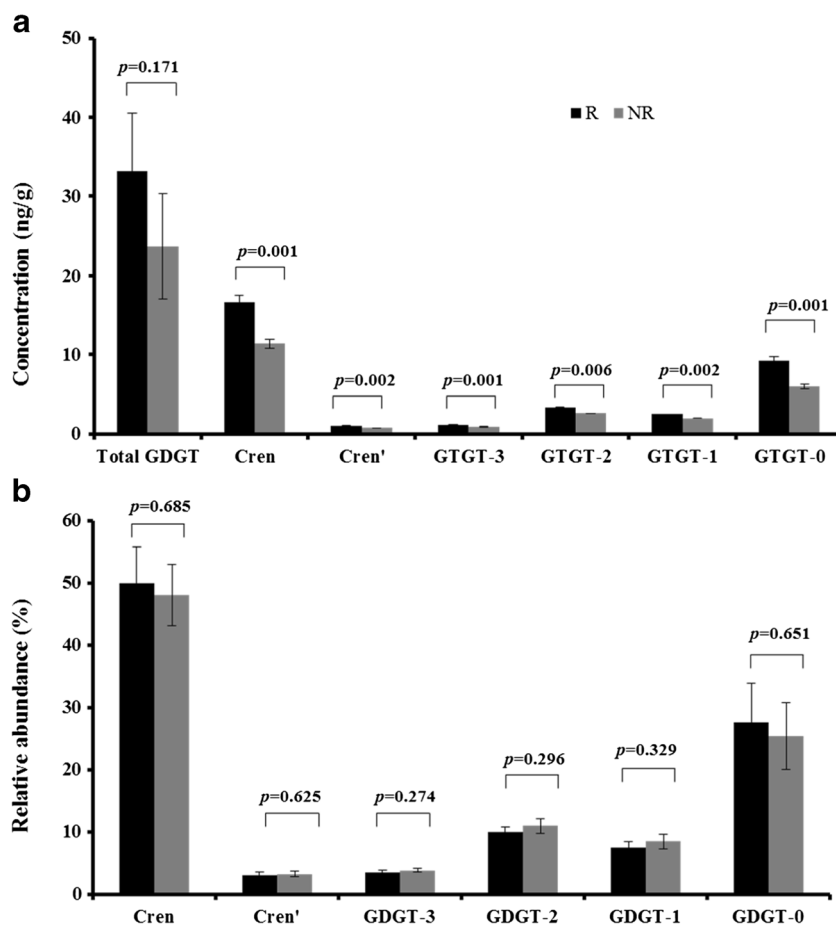 a
50
p=0.171
40
R NR
30
p=0.001
20
p=0.001
p=0.006
p=0.002
p=0.001
p=0.002
10
0
Concentration (ng/g)
Total GDGT Cren Cren' GTGT-3 GTGT-2 GTGT-1 GTGT-0
b
60
p=0.685
50
40
p=0.651
30
p=0.296
p=0.329
20
p=0.625
p=0.274
10
0
Relative abundance (%)
Cren Cren' GDGT-3 GDGT-2 GDGT-1 GDGT-0